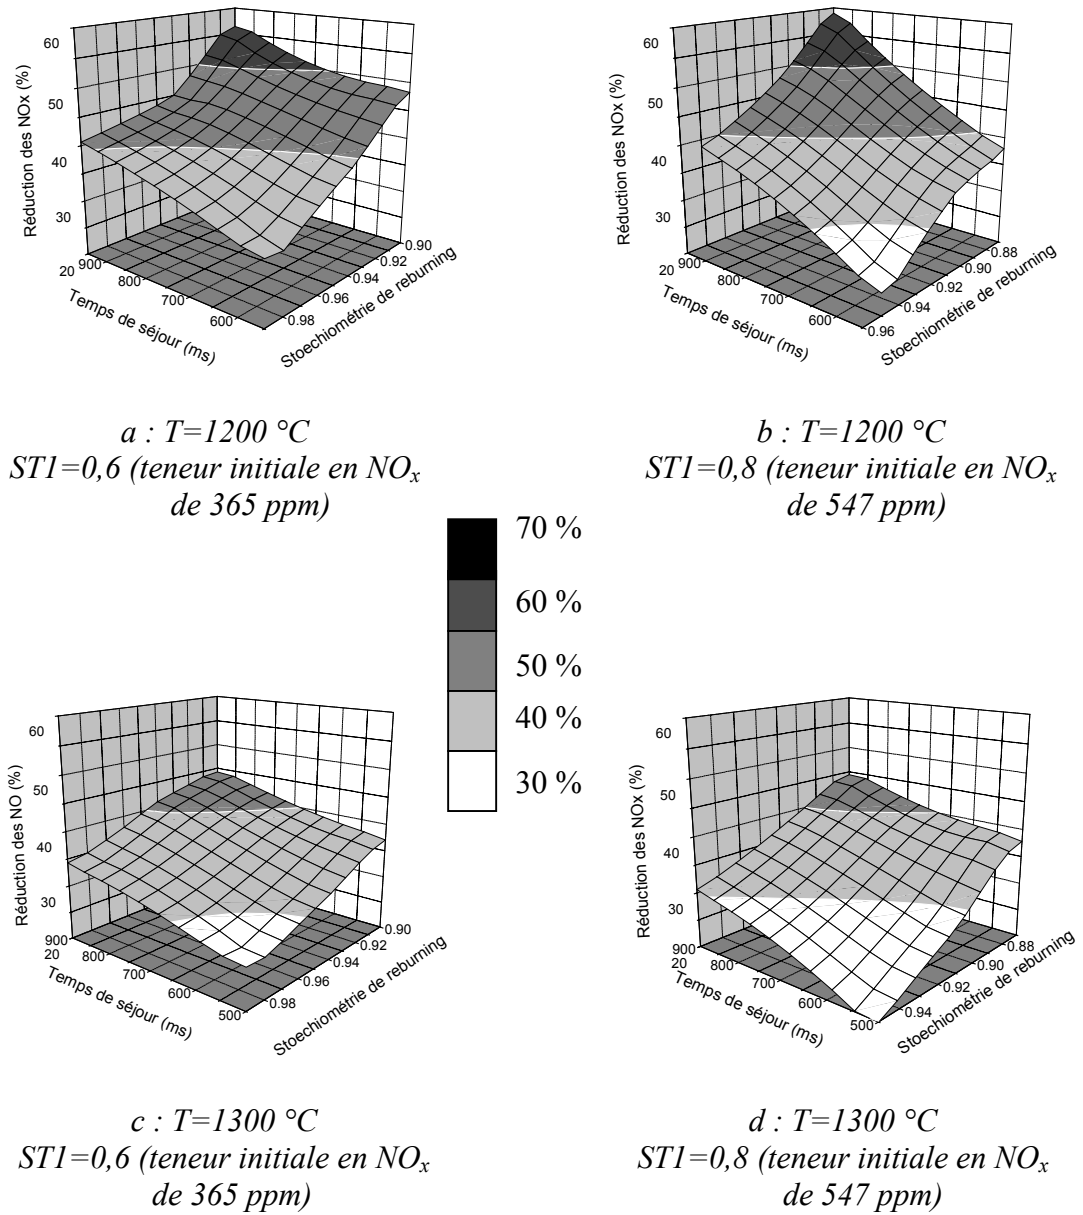 60
50
40
30
20
Réduction des NOx (%)
900
800
700
600
Temps de séjour (ms)
0.98
0.96
0.94
0.92
0.90
Stoechiométrie de reburning
60
50
40
30
20
Réduction des NOx (%)
900
800
700
600
Temps de séjour (ms)
0.96
0.94
0.92
0.90
0.88
Stoechiométrie de reburning
a : T=1200 °C
ST1=0,6 (teneur initiale en NOx
de 365 ppm)
b : T=1200 °C
ST1=0,8 (teneur initiale en NOx
de 547 ppm)
70 %
60 %
50 %
40 %
30 %
60
50
40
30
20
Réduction des NO (%)
900
800
700
600
500
Temps de séjour (ms)
0.98
0.96
0.94
0.92
0.90
Stoechiométrie de reburning
60
50
40
30
20
Réduction des NOx (%)
900
800
700
600
500
Temps de séjour (ms)
0.94
0.92
0.90
0.88
Stoechiométrie de reburning
c : T=1300 °C
ST1=0,6 (teneur initiale en NOx
de 365 ppm)
d : T=1300 °C
ST1=0,8 (teneur initiale en NOx
de 547 ppm)